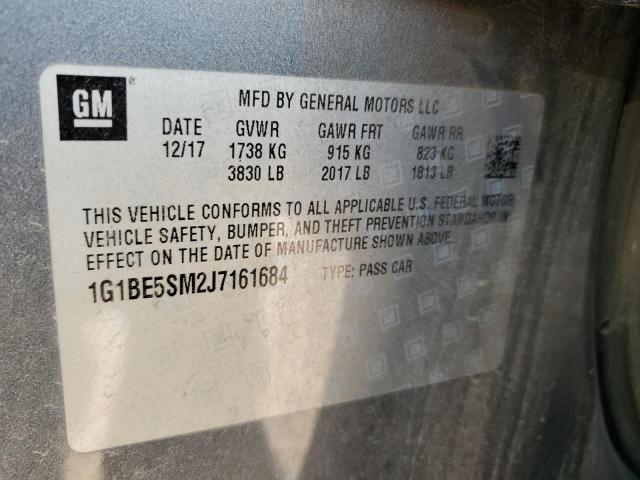 GM ®
MFD BY GENERAL MOTORS LLC
DATE GVWR GAWR FRT GAWR RR
12/17 1738 KG 915 KG 823 KG
3830 LB 2017 LB 1813 LB
THIS VEHICLE CONFORMS TO ALL APPLICABLE U.S. FEDERAL MOTOR
VEHICLE SAFETY, BUMPER, AND THEFT PREVENTION STANDARDS IN
EFFECT ON THE DATE OF MANUFACTURE SHOWN ABOVE.
1G1BE5SM2J7161684 TYPE: PASS CAR